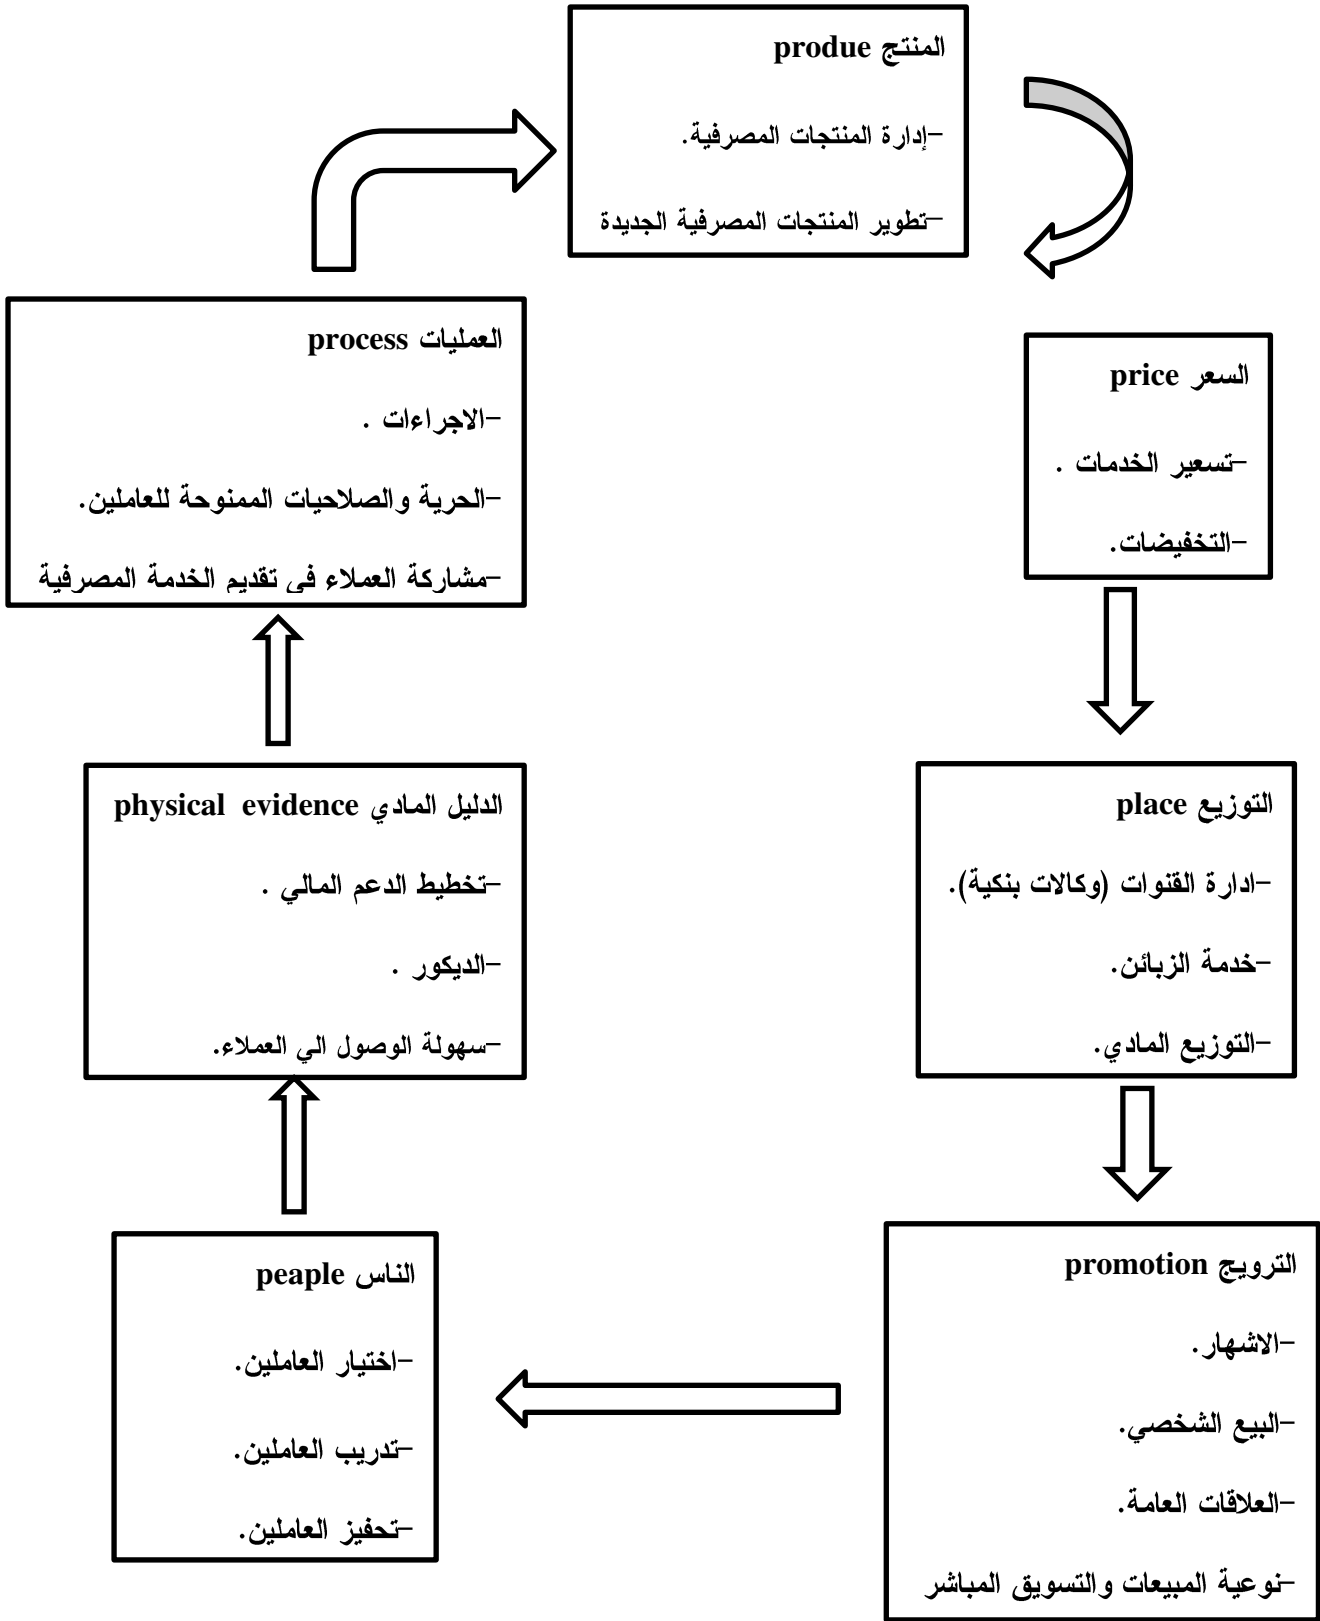 المنتج produe
-إدارة المنتجات المصرفية.
-تطوير المنتجات المصرفية الجديدة
السعر price
-تسعير الخدمات .
-التخفيضات.
التوزيع place
-ادارة القنوات (وكالات بنكية).
-خدمة الزبائن.
-التوزيع المادي.
الترويج promotion
-الاشهار.
-البيع الشخصي.
-العلاقات العامة.
-نوعية المبيعات والتسويق المباشر
الناس peaple
-اختيار العاملين.
-تدريب العاملين.
-تحفيز العاملين.
الدليل المادي physical evidence
-تخطيط الدعم المالي .
-الديكور .
-سهولة الوصول الي العملاء.
العمليات process
-الاجراءات .
-الحرية والصلاحيات الممنوحة للعاملين.
-مشاركة العملاء في تقديم الخدمة المصرفية